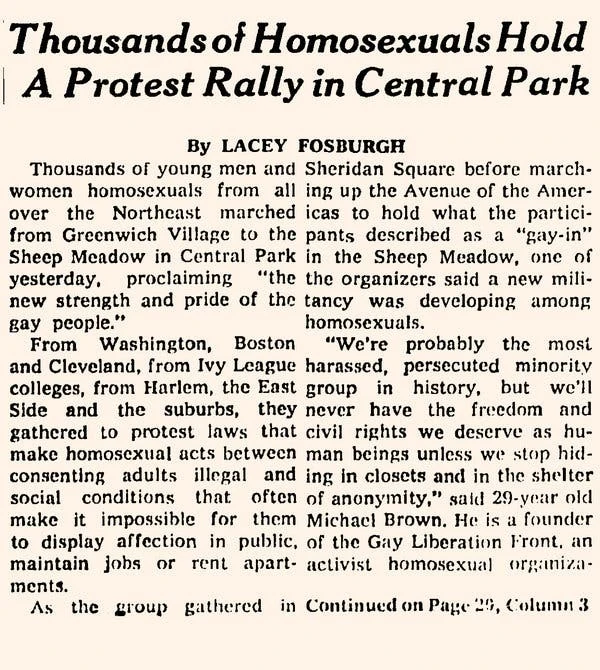 Thousands of Homosexuals Hold
A Protest Rally in Central Park
By LACEY FOSBURGH
Thousands of young men and
women homosexuals from all
over the Northeast marched
from Greenwich Village to the
Sheep Meadow in Central Park
yesterday, proclaiming "the
new strength and pride of the
gay people."
From Washington, Boston
and Cleveland, from Ivy League
colleges, from Harlem, the East
Side and the suburbs, they
gathered to protest laws that
make homosexual acts between
consenting adults illegal and
social conditions that often
make it impossible for them
to display affection in public,
maintain jobs or rent apart-
ments.
As the group gathered in
Sheridan Square before march-
ing up the Avenue of the Amer-
icas to hold what the partici-
pants described as a "gay-in"
in the Sheep Meadow, one of
the organizers said a new mili-
tancy was developing among
homosexuals.
"We're probably the most
harassed, persecuted minority
group in history, but we'll
never have the freedom and
civil rights we deserve as hu-
man beings unless we stop hid-
ing in closets and in the shelter
of anonymity," said 29-year old
Michael Brown. He is a founder
of the Gay Liberation Front, an
activist homosexual organiza-
Continued on Page 29, Column 3